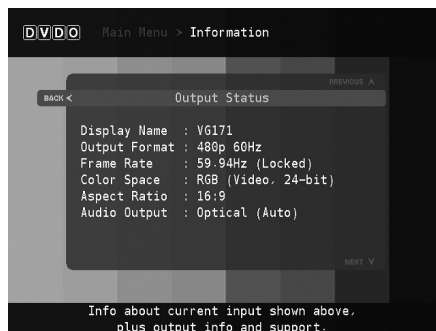 DVDO Main Menu > Information
PREVIOUS
BACK Output Status
Display Name : VG171
Output Format : 480p 60Hz
Frame Rate : 59.94Hz (Locked)
Color Space : RGB (Video, 24-bit)
Aspect Ratio : 16:9
Audio Output : Optical (Auto)
NEXT
Info about current input shown above,
plus output info and support.